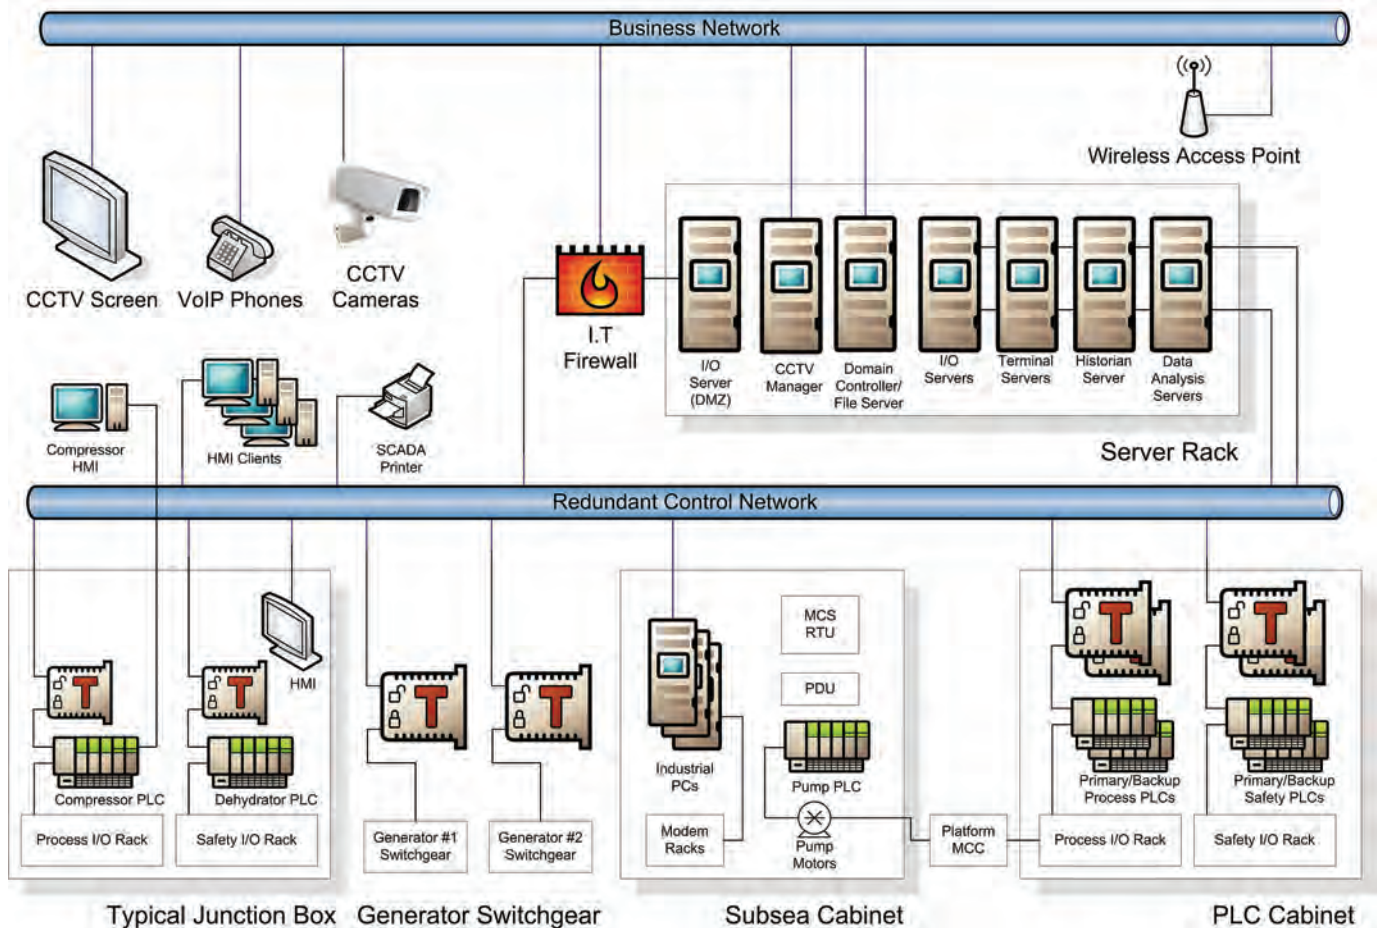 Business Network
Wireless Access Point
CCTV Screen
VoIP Phones
CCTV
Cameras
I.T
Firewall
I/O
Server
(DMZ)
CCTV
Manager
Domain
Controller/
File Server
I/O
Servers
Terminal
Servers
Historian
Server
Data
Analysis
Servers
Server Rack
Compressor
HMI
HMI Clients
SCADA
Printer
Redundant Control Network
T
T
HMI
Compressor PLC
Dehydrator PLC
Process I/O Rack
Safety I/O Rack
Typical Junction Box
T
T
Generator #1
Switchgear
Generator #2
Switchgear
Generator Switchgear
MCS
RTU
PDU
Industrial
PCs
Pump PLC
Modem
Racks
Pump
Motors
Subsea Cabinet
Platform
MCC
T
T
Primary/Backup
Process PLCs
Primary/Backup
Safety PLCs
Process I/O Rack
Safety I/O Rack
PLC Cabinet